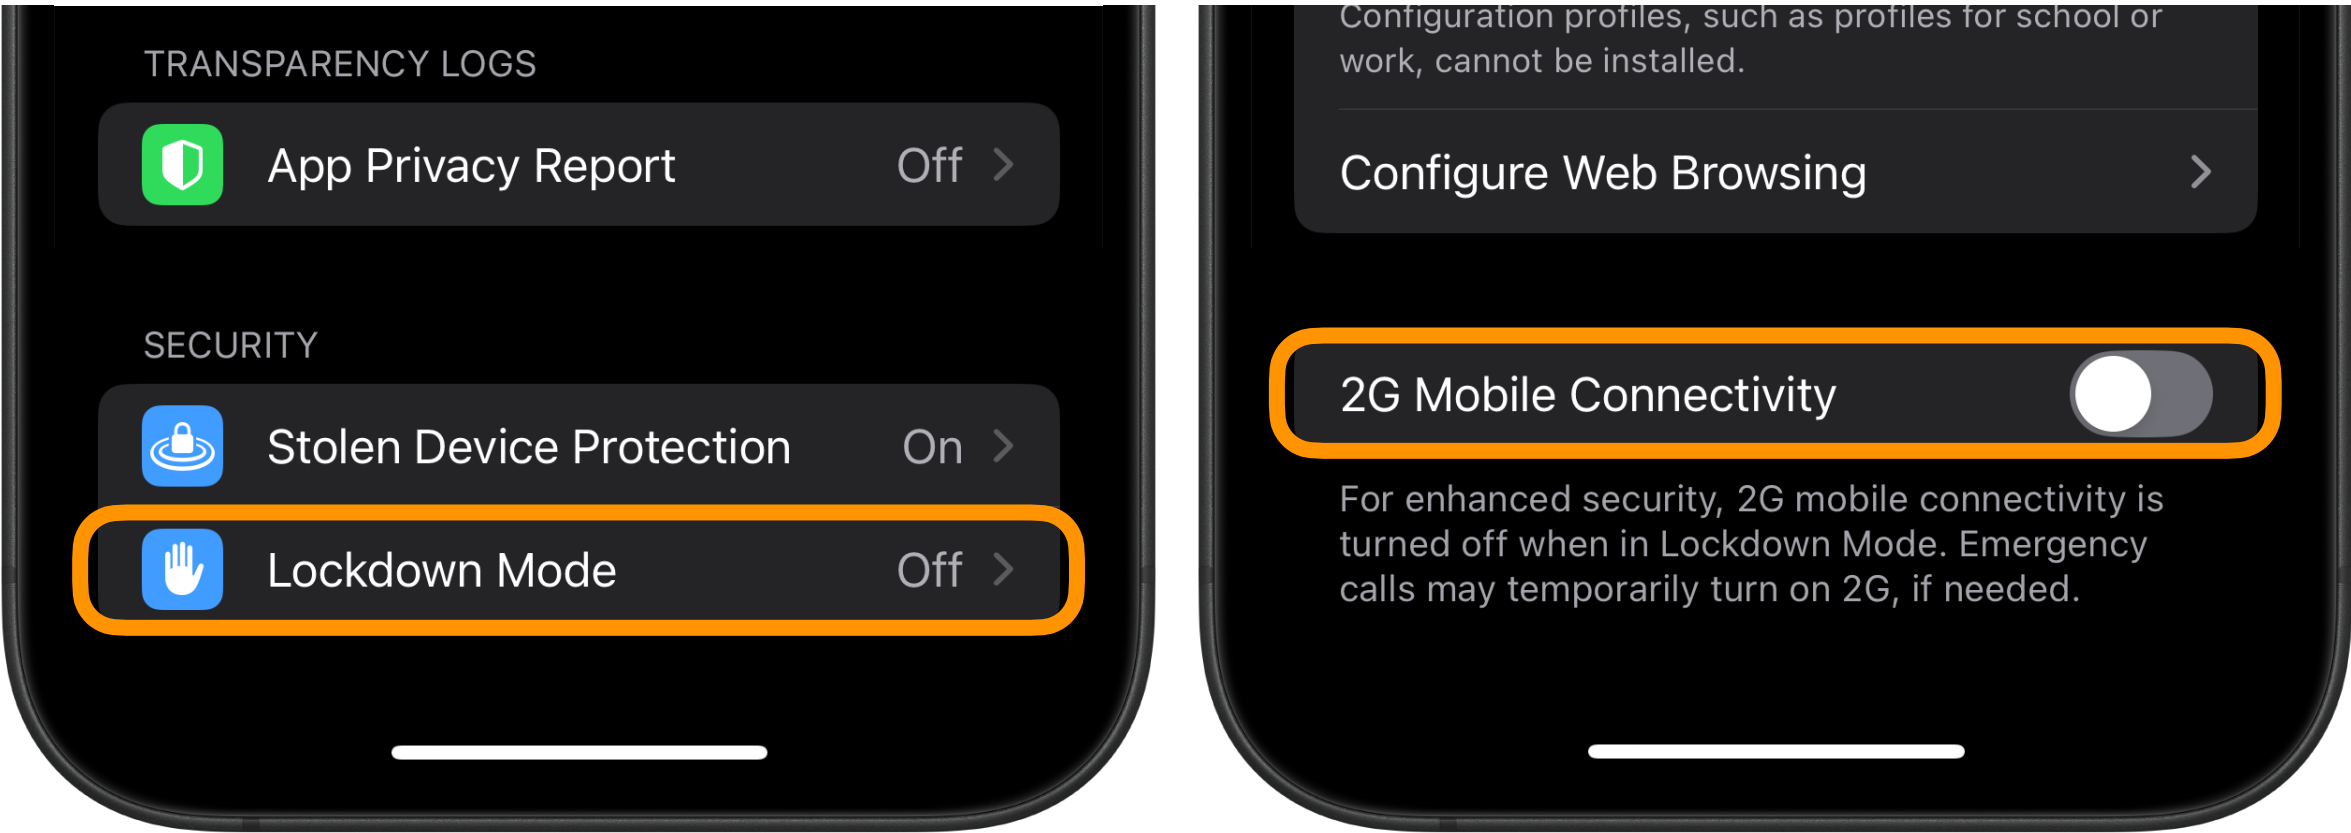 TRANSPARENCY LOGS
App Privacy Report
Off
SECURITY
Stolen Device Protection
On
Lockdown Mode
Off
Configuration profiles, such as profiles for school or
work, cannot be installed.
Configure Web Browsing
2G Mobile Connectivity
For enhanced security, 2G mobile connectivity is
turned off when in Lockdown Mode. Emergency
calls may temporarily turn on 2G, if needed.